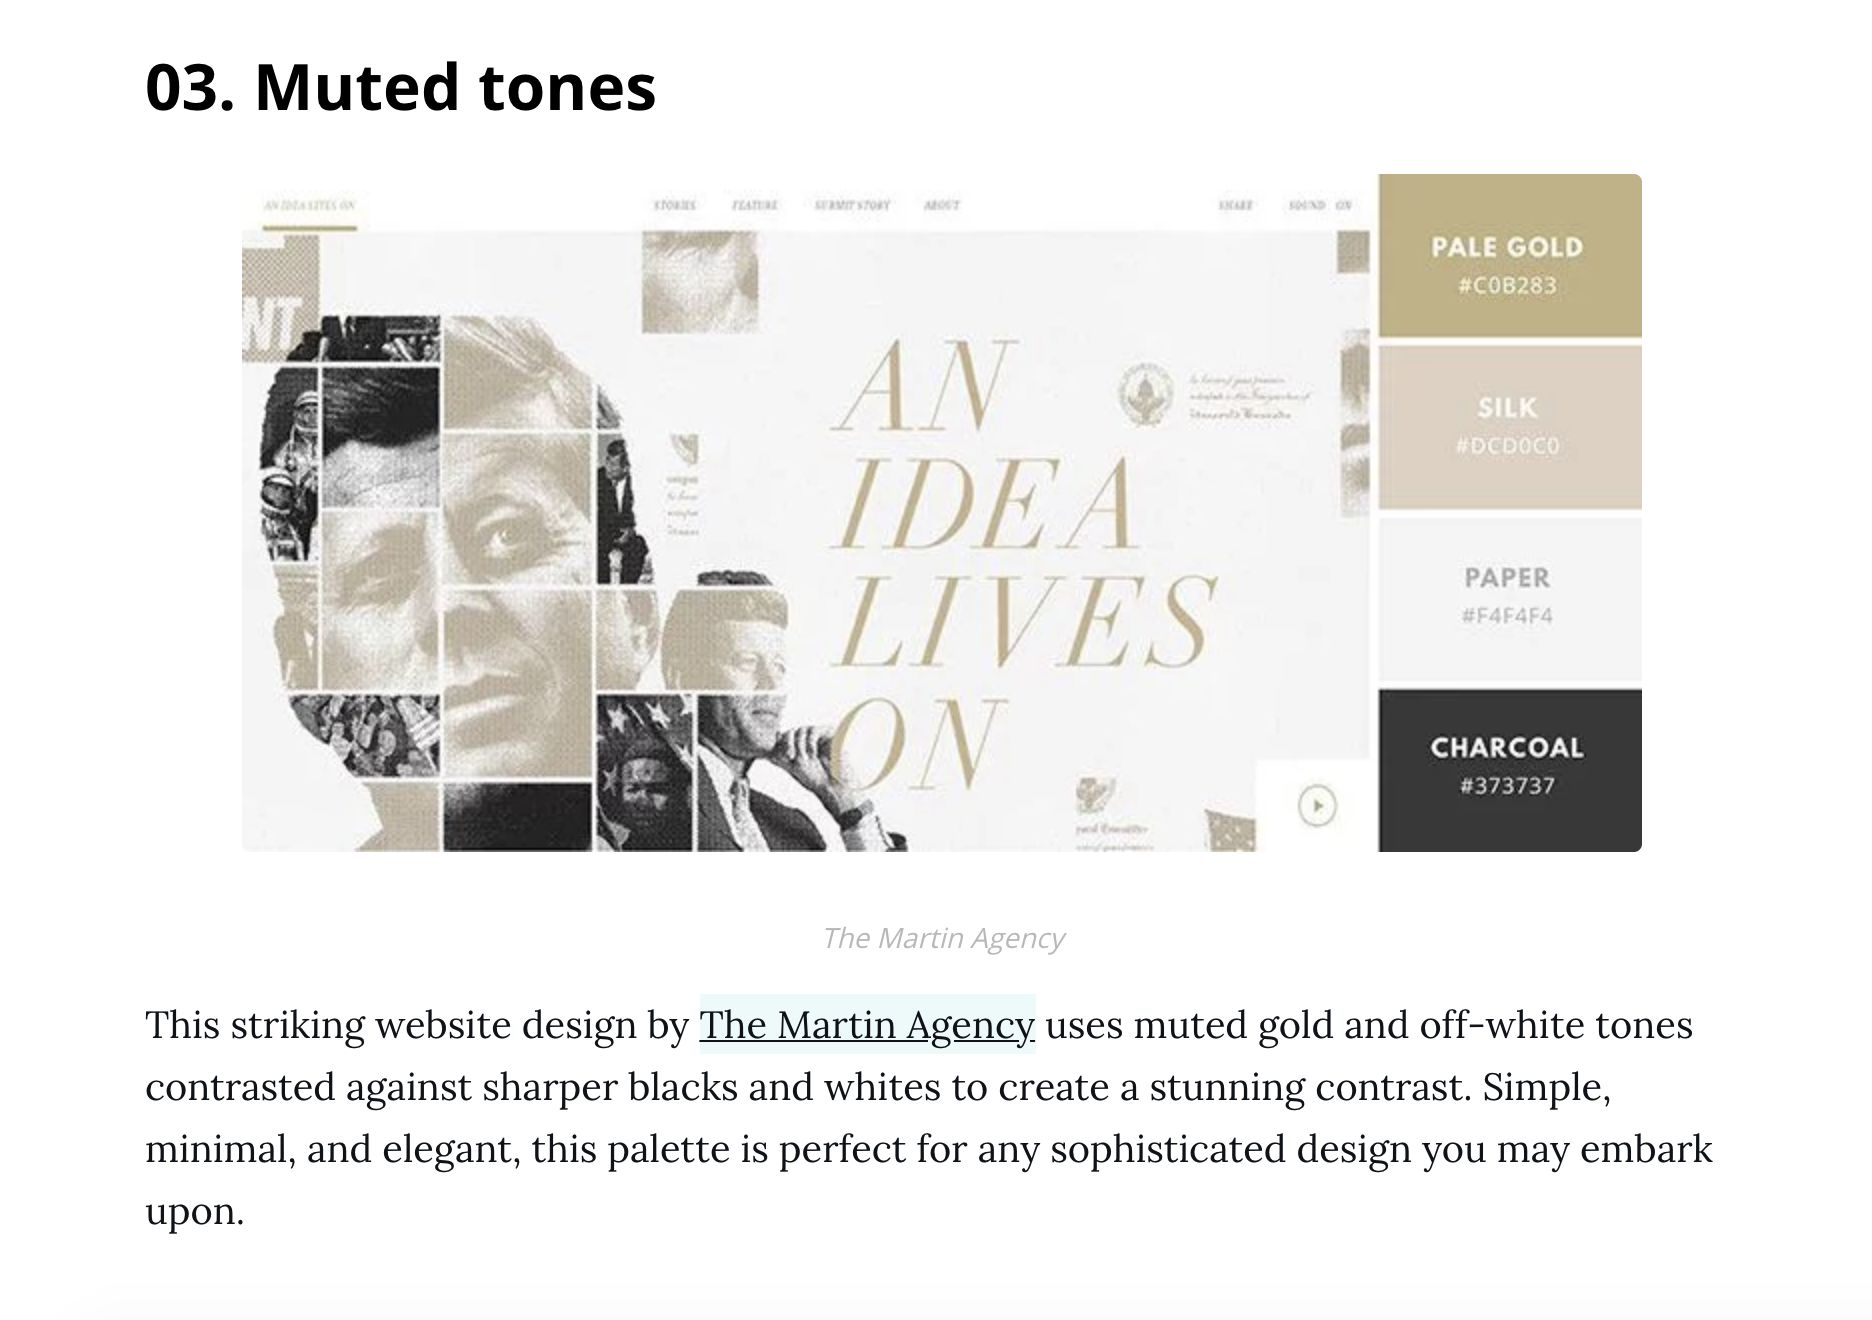 03. Muted tones
AN IDEA LIVES ON
STORIES FEATURE SUBMIT STORY ABOUT SHARE SOUND ON
NT
AN
IDEA
LIVES
ON
PALE GOLD
#C0B283
SILK
#DCD0C0
PAPER
#F4F4F4
CHARCOAL
#373737
The Martin Agency
This striking website design by The Martin Agency uses muted gold and off-white tones
contrasted against sharper blacks and whites to create a stunning contrast. Simple,
minimal, and elegant, this palette is perfect for any sophisticated design you may embark
upon.